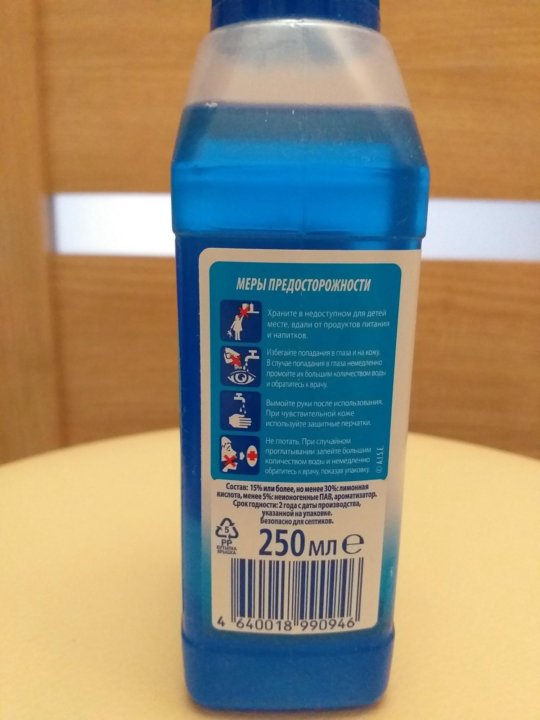 МЕРЫ ПРЕДОСТОРОЖНОСТИ
Храните в недоступном для детей
месте, вдали от продуктов питания
и напитков.
Избегайте попадания в глаза и на кожу.
В случае попадания в глаза немедленно
промойте их большим количеством воды
и обратитесь к врачу.
Вымойте руки после использования.
При чувствительной коже
используйте защитные перчатки.
Не глотать. При случайном
проглатывании запейте большим
количеством воды и немедленно
обратитесь к врачу, показав упаковку.
© A.I.S.E.
Состав: 15% или более, но менее 30%: лимонная
кислота, менее 5%: неионогенные ПАВ, ароматизатор.
Срок годности: 2 года с даты производства,
указанной на упаковке.
Безопасно для септиков.
5
PP
БУТЫЛКА
КРЫШКА
250 мл e
4 640018 990946